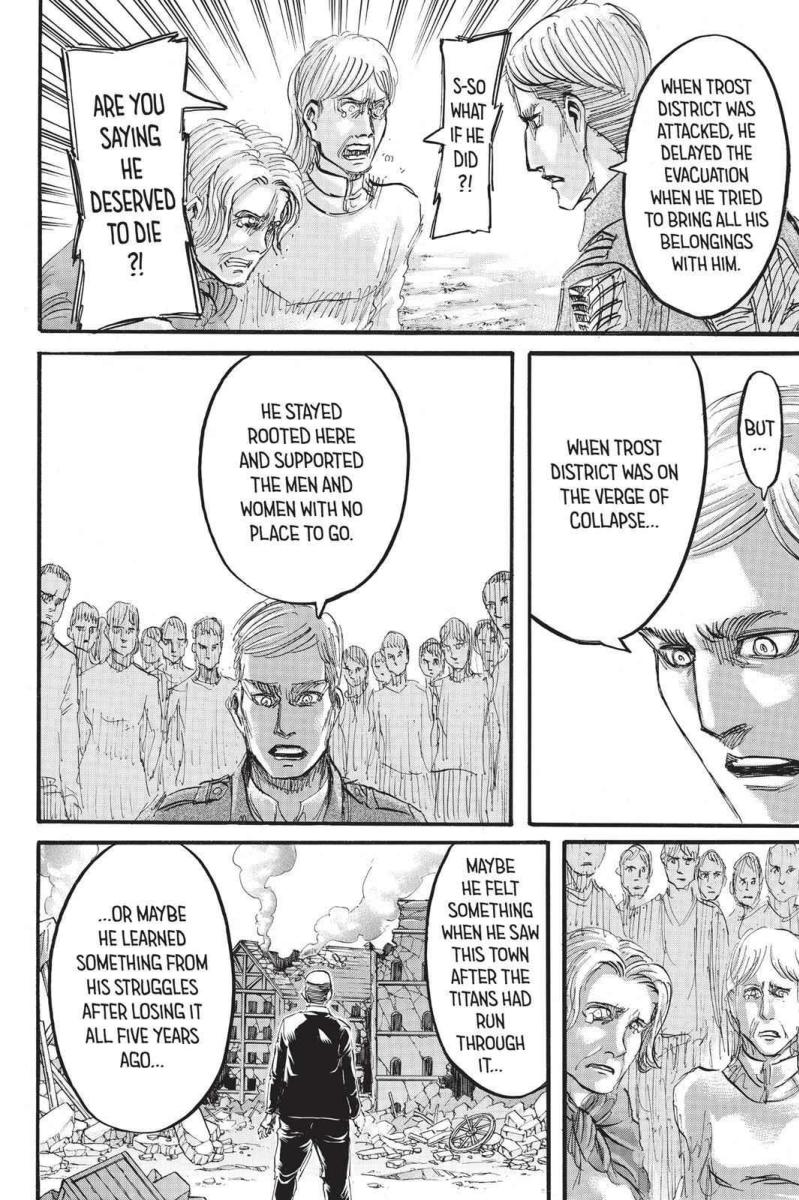 WHEN TROST
DISTRICT WAS
ATTACKED, HE
DELAYED THE
EVACUATION
WHEN HE TRIED
TO BRING ALL HIS
BELONGINGS
WITH HIM.
S-SO
WHAT
IF HE
DID
?!
ARE YOU
SAYING
HE
DESERVED
TO DIE
?!
BUT
...
WHEN TROST
DISTRICT WAS ON
THE VERGE OF
COLLAPSE...
HE STAYED
ROOTED HERE
AND SUPPORTED
THE MEN AND
WOMEN WITH NO
PLACE TO GO.
MAYBE
HE FELT
SOMETHING
WHEN HE SAW
THIS TOWN
AFTER THE
TITANS HAD
RUN
THROUGH
IT...
...OR MAYBE
HE LEARNED
SOMETHING FROM
HIS STRUGGLES
AFTER LOSING IT
ALL FIVE YEARS
AGO...